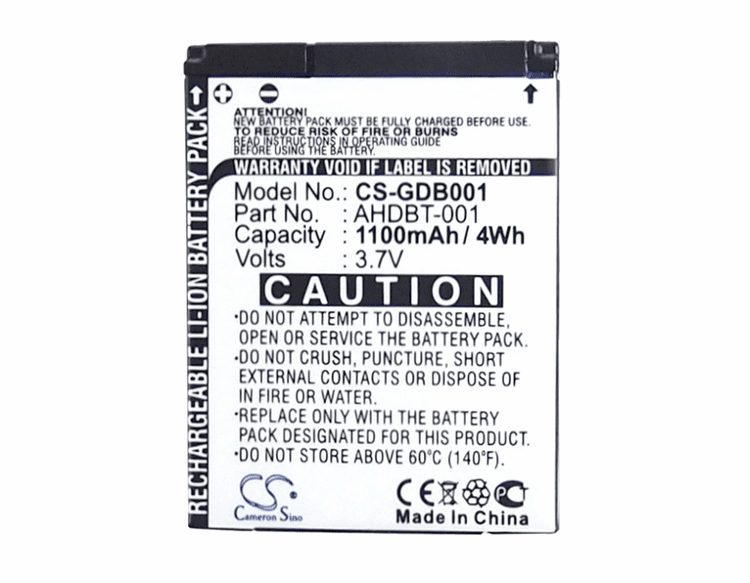 RECHARGEABLE LI-ION BATTERY PACK
ATTENTION!
NEW BATTERY PACK MUST BE FULLY CHARGED BEFORE USE.
TO REDUCE RISK OF FIRE OR BURNS
READ INSTRUCTIONS IN OPERATING GUIDE CAREFULLY
WARRANTY VOID IF LABEL IS REMOVED
Model No. : CS-GDB001
Part No. : AHDBT-001
Capacity : 1100mAh/ 4Wh
Volts : 3.7V
CAUTION
•DO NOT ATTEMPT TO DISASSEMBLE,
OPEN OR SERVICE THE BATTERY PACK.
•DO NOT CRUSH, PUNCTURE, SHORT
EXTERNAL CONTACTS OR DISPOSE OF
IN FIRE OR WATER
•REPLACE ONLY WITH THE BATTERY
PACK DESIGNATED FOR THIS PRODUCT.
•DO NOT STORE ABOVE 60°C (140°F).
CS
Cameron Sino
CE PCT
Made In China